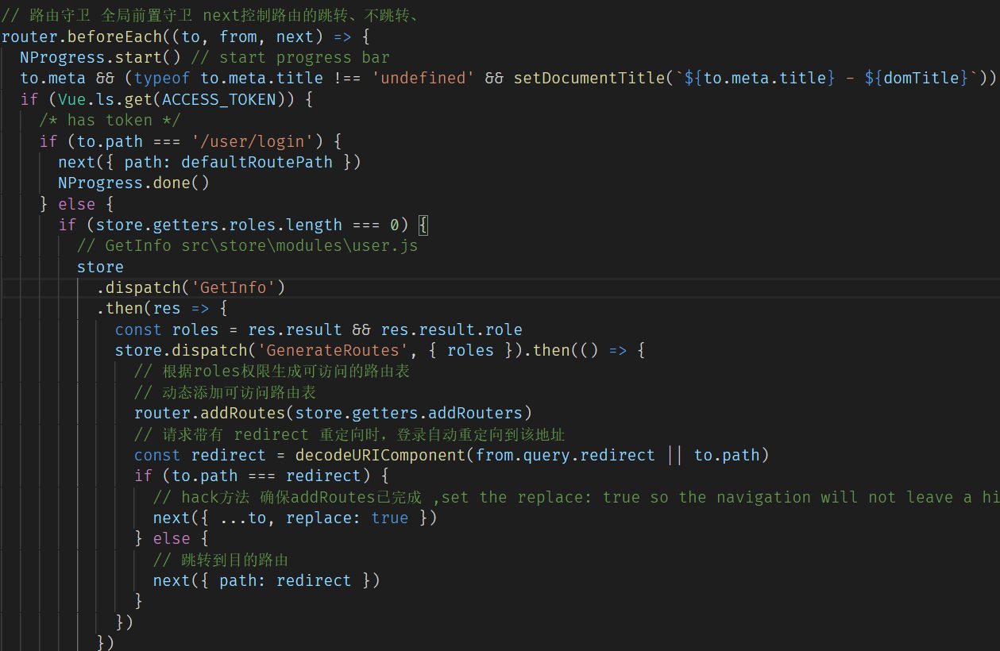 // 路由守卫 全局前置守卫 next控制路由的跳转、不跳转、
router.beforeEach((to, from, next) => {
  NProgress.start() // start progress bar
  to.meta && (typeof to.meta.title !== 'undefined' && setDocumentTitle(`${to.meta.title} - ${domTitle}`))
  if (Vue.ls.get(ACCESS_TOKEN)) {
    /* has token */
    if (to.path === '/user/login') {
      next({ path: defaultRoutePath })
      NProgress.done()
    } else {
      if (store.getters.roles.length === 0) {
        // GetInfo src\store\modules\user.js
        store
          .dispatch('GetInfo')
          .then(res => {
            const roles = res.result && res.result.role
            store.dispatch('GenerateRoutes', { roles }).then(() => {
              // 根据roles权限生成可访问的路由表
              // 动态添加可访问路由表
              router.addRoutes(store.getters.addRouters)
              // 请求带有 redirect 重定向时，登录自动重定向到该地址
              const redirect = decodeURIComponent(from.query.redirect || to.path)
              if (to.path === redirect) {
                // hack方法 确保addRoutes已完成 ,set the replace: true so the navigation will not leave a hi
                next({ ...to, replace: true })
              } else {
                // 跳转到目的路由
                next({ path: redirect })
              }
            })
          })